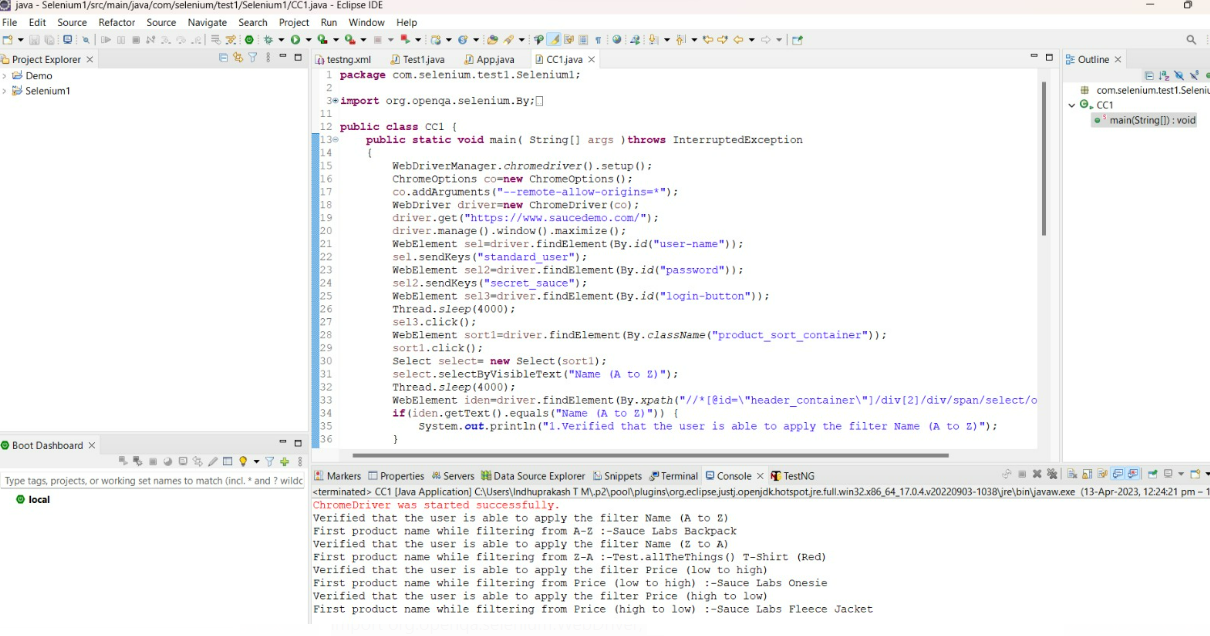 java - Selenium1/src/main/java/com/selenium/test1/Selenium1/CC1.java - Eclipse IDE
File Edit Source Refactor Source Navigate Search Project Run Window Help
Project Explorer
Demo
Selenium1
testng.xml Test1.java App.java CC1.java
1 package com.selenium.test1.Selenium1;
2
3 import org.openqa.selenium.By;
11
12 public class CC1 {
13 public static void main( String[] args )throws InterruptedException
14 {
15 WebDriverManager.chromedriver().setup();
16 ChromeOptions co=new ChromeOptions();
17 co.addArguments("--remote-allow-origins=*");
18 WebDriver driver=new ChromeDriver(co);
19 driver.get("https://www.saucedemo.com/");
20 driver.manage().window().maximize();
21 WebElement sel=driver.findElement(By.id("user-name"));
22 sel.sendKeys("standard_user");
23 WebElement sel2=driver.findElement(By.id("password"));
24 sel2.sendKeys("secret_sauce");
25 WebElement sel3=driver.findElement(By.id("login-button"));
26 Thread.sleep(4000);
27 sel3.click();
28 WebElement sort1=driver.findElement(By.className("product_sort_container"));
29 sort1.click();
30 Select select= new Select(sort1);
31 select.selectByVisibleText("Name (A to Z)");
32 Thread.sleep(4000);
33 WebElement iden=driver.findElement(By.xpath("//*[@id=\"header_container\"]/div[2]/div/span/select/o
34 if(iden.getText().equals("Name (A to Z)")) {
35 System.out.println("1.Verified that the user is able to apply the filter Name (A to Z)");
36 }
Outline
com.selenium.test1.Seleniu
CC1
main(String[]) : void
Boot Dashboard
Type tags, projects, or working set names to match (incl. * and ? wildc
local
Markers Properties Servers Data Source Explorer Snippets Terminal Console TestNG
<terminated> CC1 [Java Application] C:\Users\Indhuprakash T M\.p2\pool\plugins\org.eclipse.justj.openjdk.hotspot.jre.full.win32.x86_64_17.0.4.v20220903-1038\jre\bin\javaw.exe (13-Apr-2023, 12:24:21 pm – 1
ChromeDriver was started successfully.
Verified that the user is able to apply the filter Name (A to Z)
First product name while filtering from A-Z :-Sauce Labs Backpack
Verified that the user is able to apply the filter Name (Z to A)
First product name while filtering from Z-A :-Test.allTheThings() T-Shirt (Red)
Verified that the user is able to apply the filter Price (low to high)
First product name while filtering from Price (low to high) :-Sauce Labs Onesie
Verified that the user is able to apply the filter Price (high to low)
First product name while filtering from Price (high to low) :-Sauce Labs Fleece Jacket